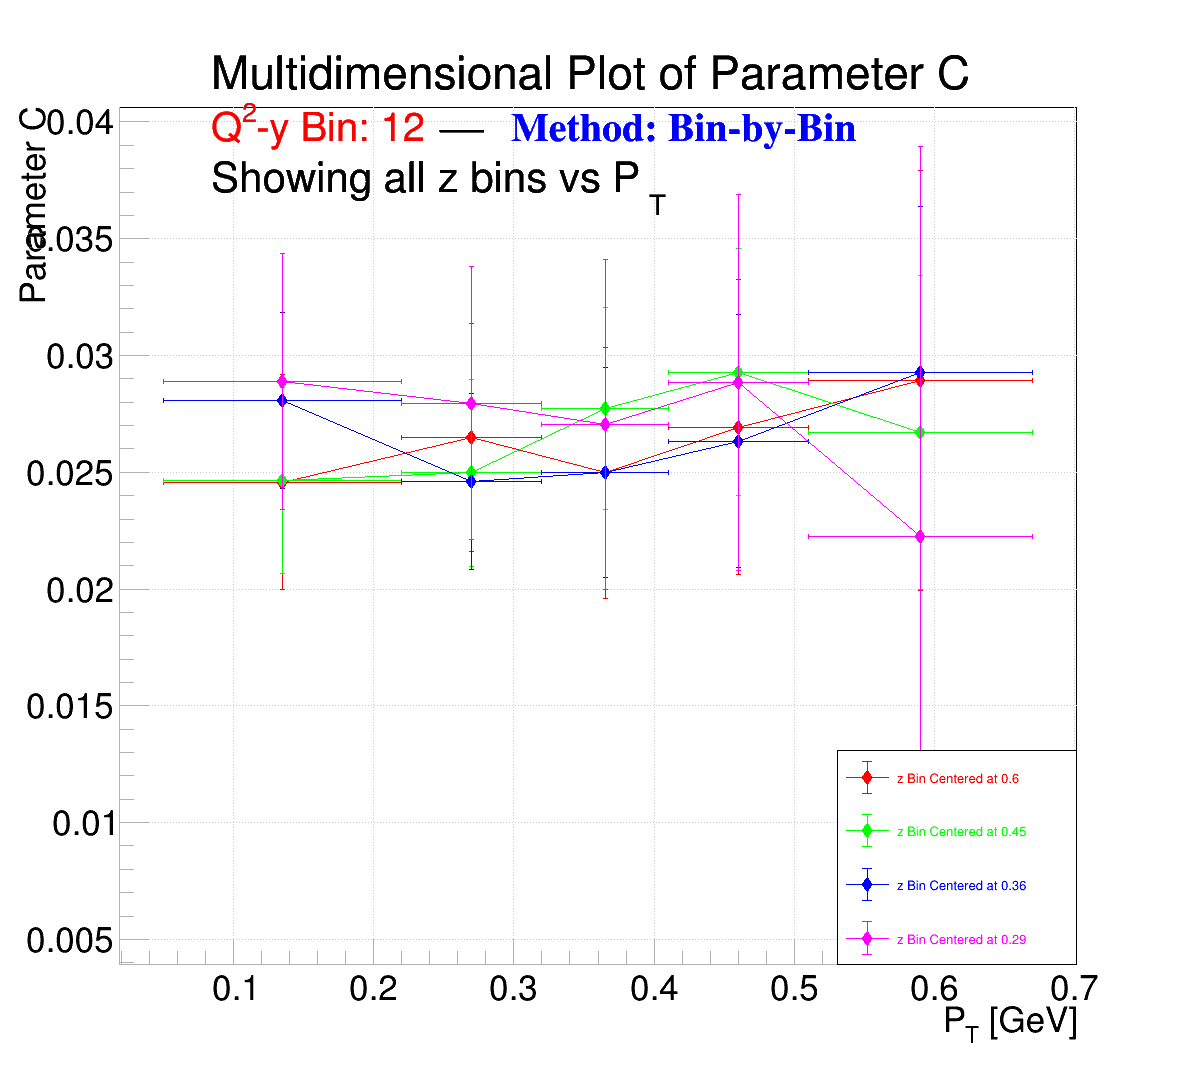 Multidimensional Plot of Parameter C
Q²-y Bin: 12 — Method: Bin-by-Bin
Showing all z bins vs P_T
Parameter C
0.04
0.035
0.03
0.025
0.02
0.015
0.01
0.005
z Bin Centered at 0.6
z Bin Centered at 0.45
z Bin Centered at 0.36
z Bin Centered at 0.29
0.1 0.2 0.3 0.4 0.5 0.6 0.7
P_T [GeV]